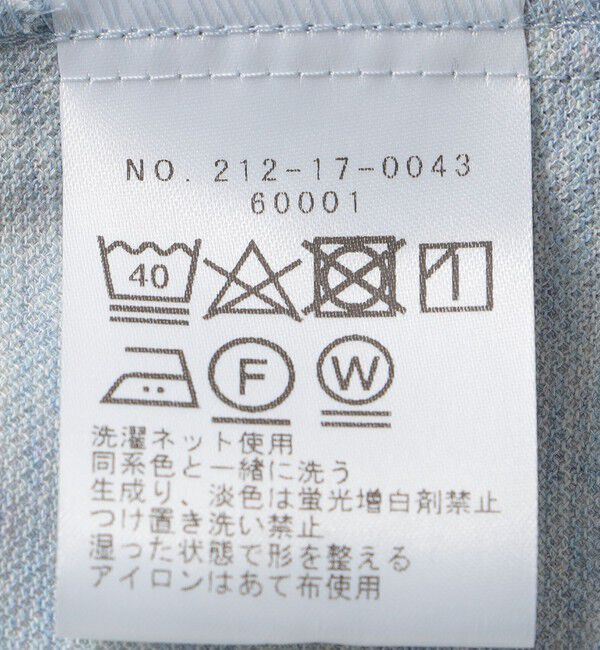 NO. 212-17-0043
60001
40
F W
洗濯ネット使用
同系色と一緒に洗う
生成り、淡色は蛍光増白剤禁止
つけ置き洗い禁止
湿った状態で形を整える
アイロンはあて布使用